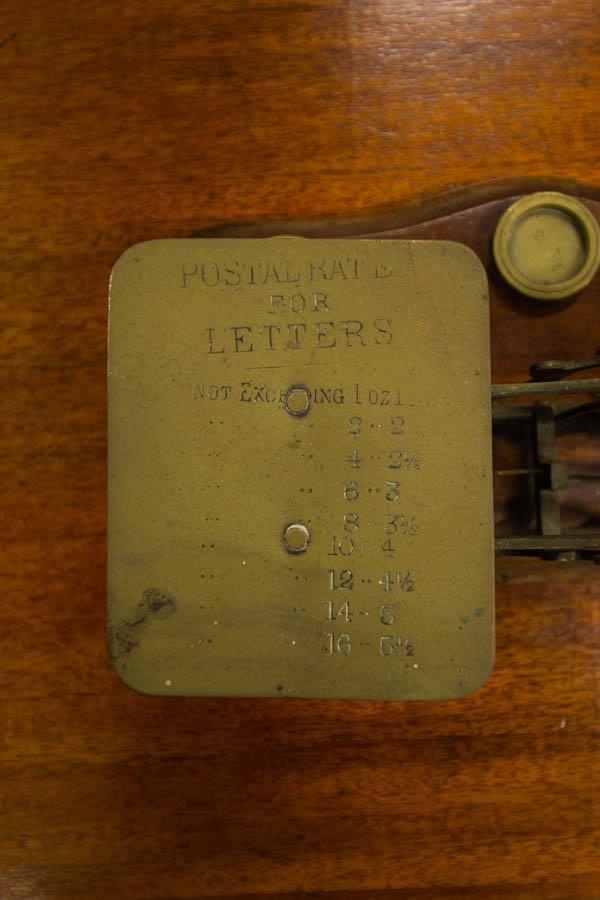 POSTAL RATE
FOR
LETTERS
NOT EXCEEDING 1 OZ 1
" " 2 " 2
" " 4 " 2½
" " 6 " 3
" " 8 " 3½
" " 10 " 4
" " 12 " 4½
" " 14 " 5
" " 16 " 5½